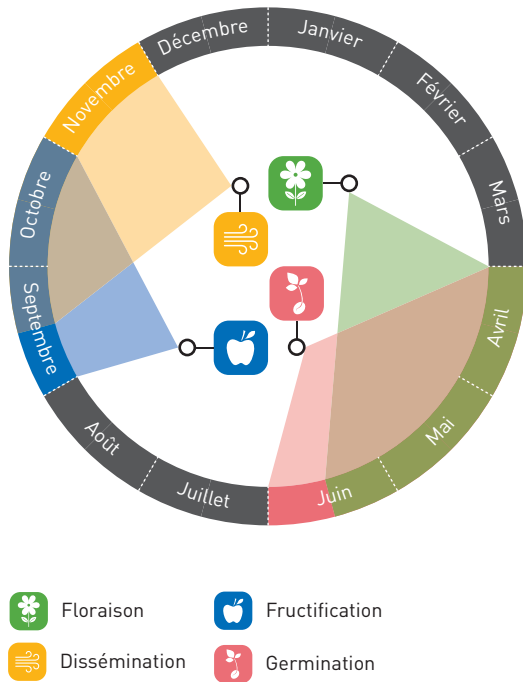 Janvier
Février
Mars
Avril
Mai
Juin
Juillet
Août
Septembre
Octobre
Novembre
Décembre
Floraison
Fructification
Dissémination
Germination